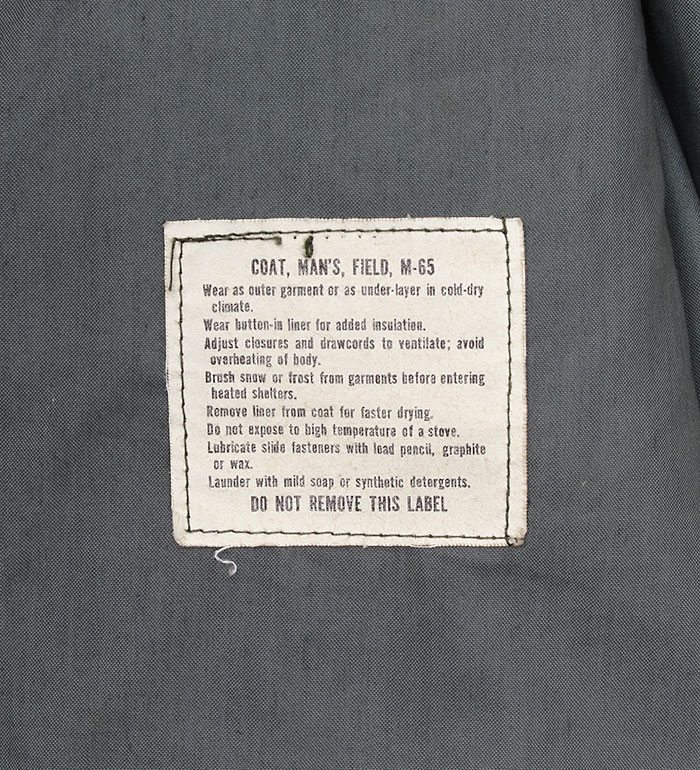 COAT, MAN'S, FIELD, M-65
Wear as outer garment or as under-layer in cold-dry
climate.
Wear button-in liner for added insulation.
Adjust closures and drawcords to ventilate; avoid
overheating of body.
Brush snow or frost from garments before entering
heated shelters.
Remove liner from coat for faster drying.
Do not expose to high temperature of a stove.
Lubricate slide fasteners with lead pencil, graphite
or wax.
Launder with mild soap or synthetic detergents.
DO NOT REMOVE THIS LABEL